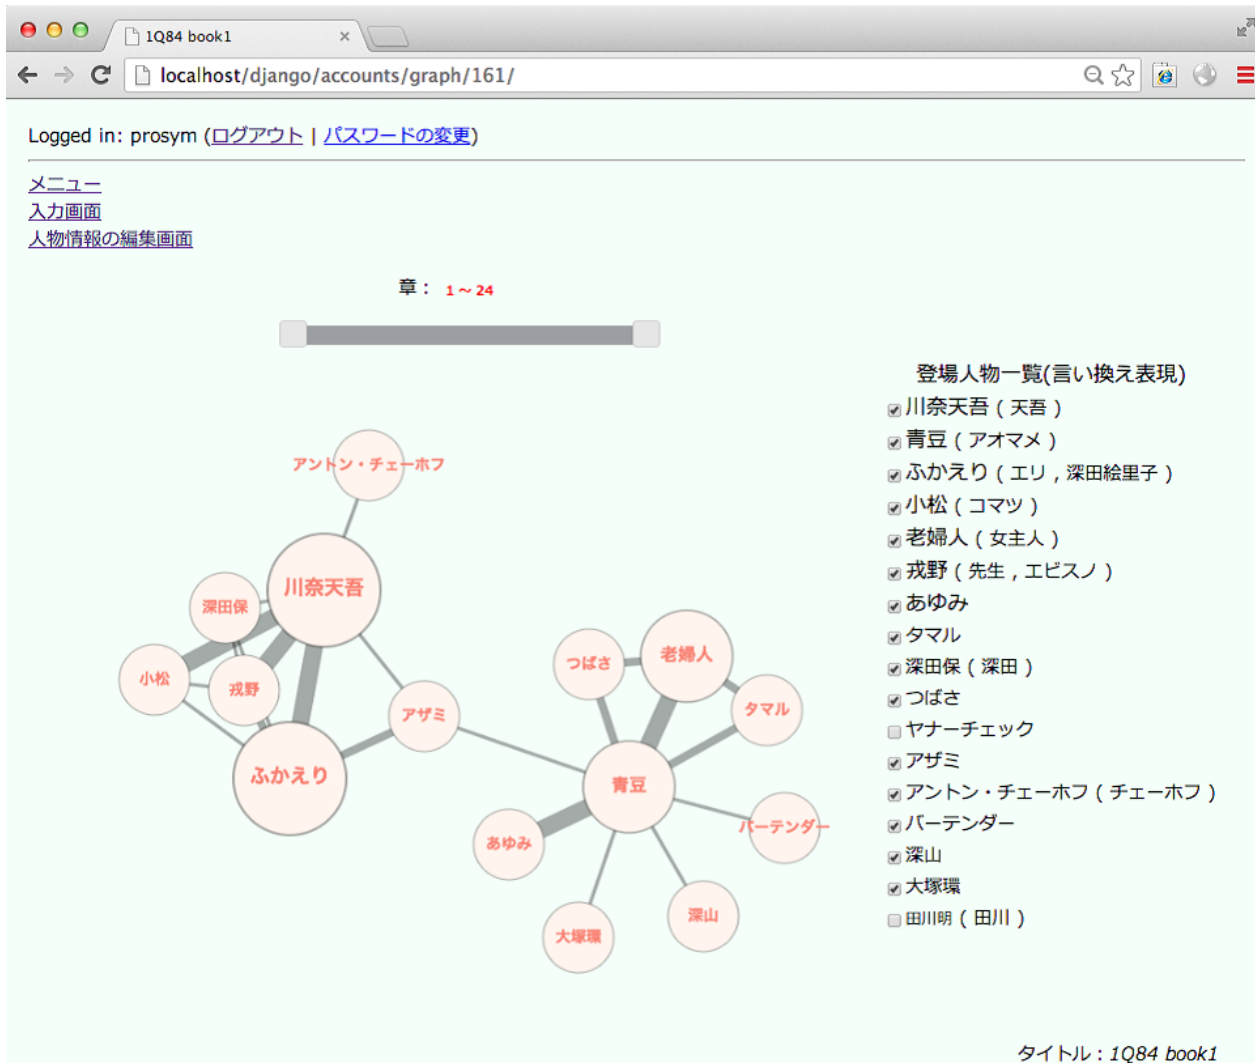 1Q84 book1
localhost/django/accounts/graph/161/
Logged in: prosym (ログアウト | パスワードの変更)
メニュー
入力画面
人物情報の編集画面
章： 1～24
登場人物一覧(言い換え表現)
川奈天吾 ( 天吾 )
青豆 ( アオマメ )
ふかえり ( エリ , 深田絵里子 )
小松 ( コマツ )
老婦人 ( 女主人 )
戎野 ( 先生 , エビスノ )
あゆみ
タマル
深田保 ( 深田 )
つばさ
ヤナーチェック
アザミ
アントン・チェーホフ ( チェーホフ )
バーテンダー
深山
大塚環
田川明 ( 田川 )
アントン・チェーホフ
川奈天吾
深田保
小松
戎野
アザミ
ふかえり
つばさ
老婦人
タマル
青豆
バーテンダー
あゆみ
深山
大塚環
タイトル：1Q84 book1